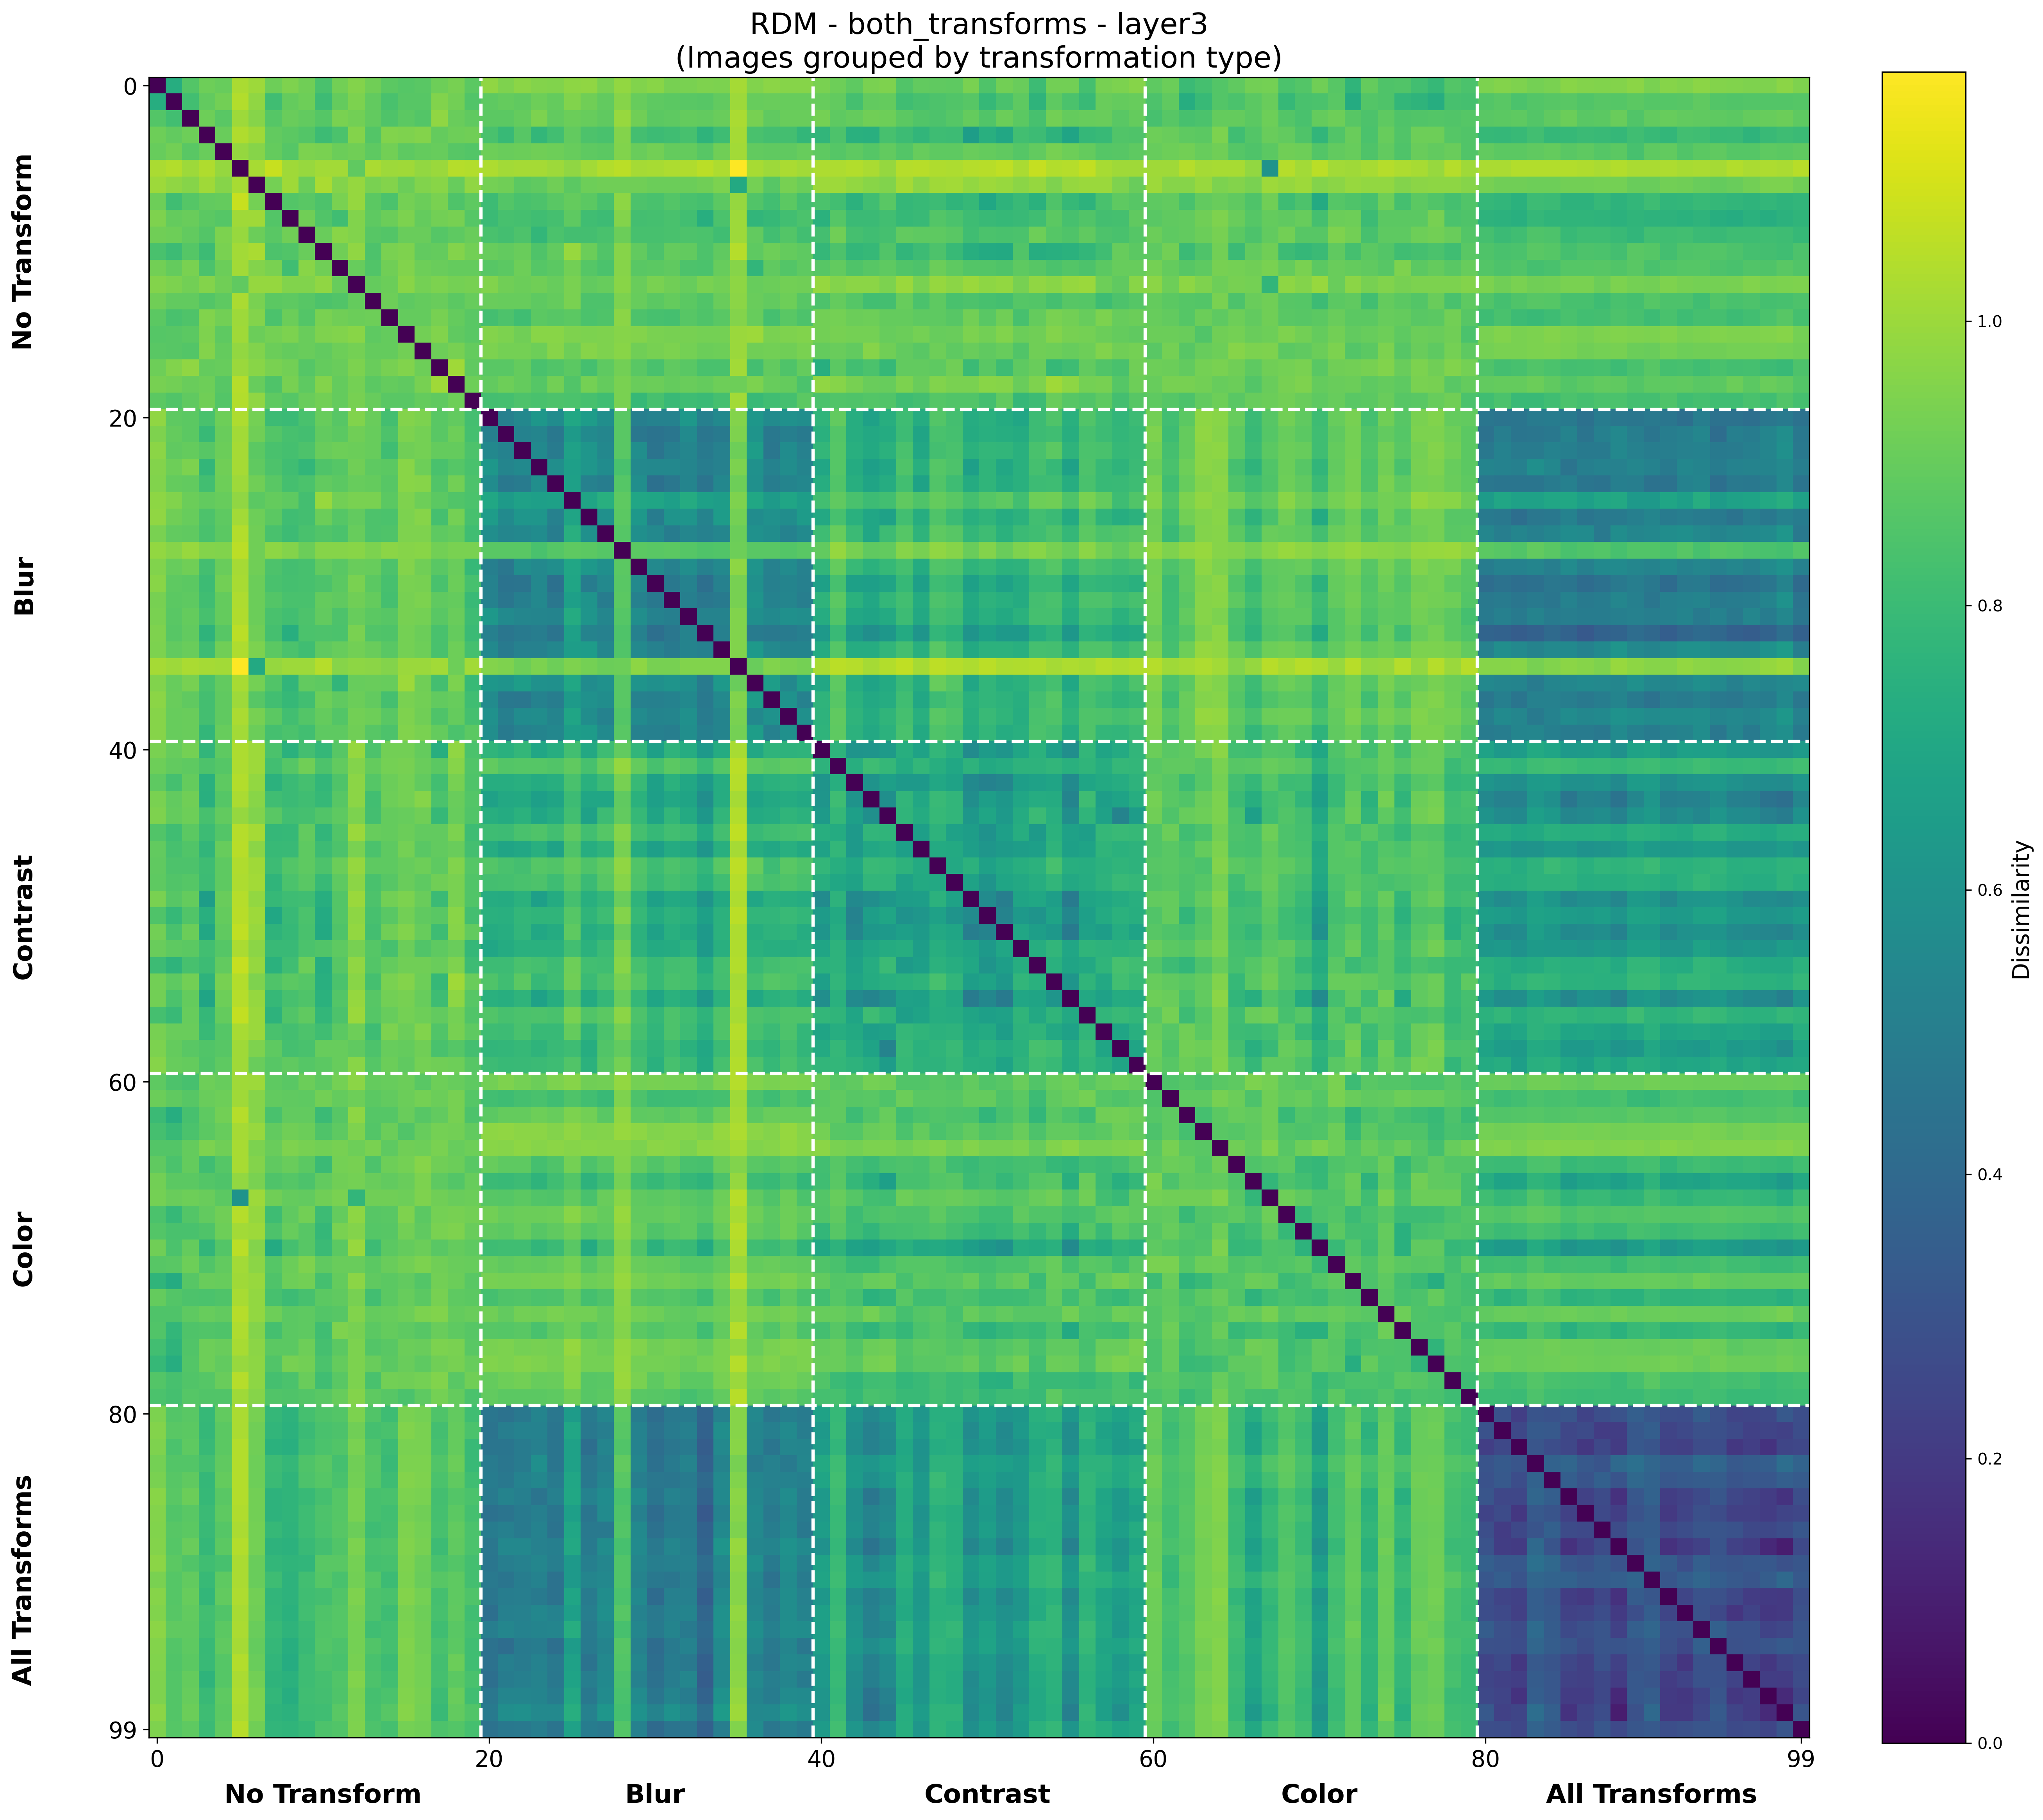 RDM - both_transforms - layer3
(Images grouped by transformation type)
0
20
40
60
80
99
No Transform
Blur
Contrast
Color
All Transforms
0
20
40
60
80
99
No Transform
Blur
Contrast
Color
All Transforms
1.0
0.8
0.6
0.4
0.2
0.0
Dissimilarity